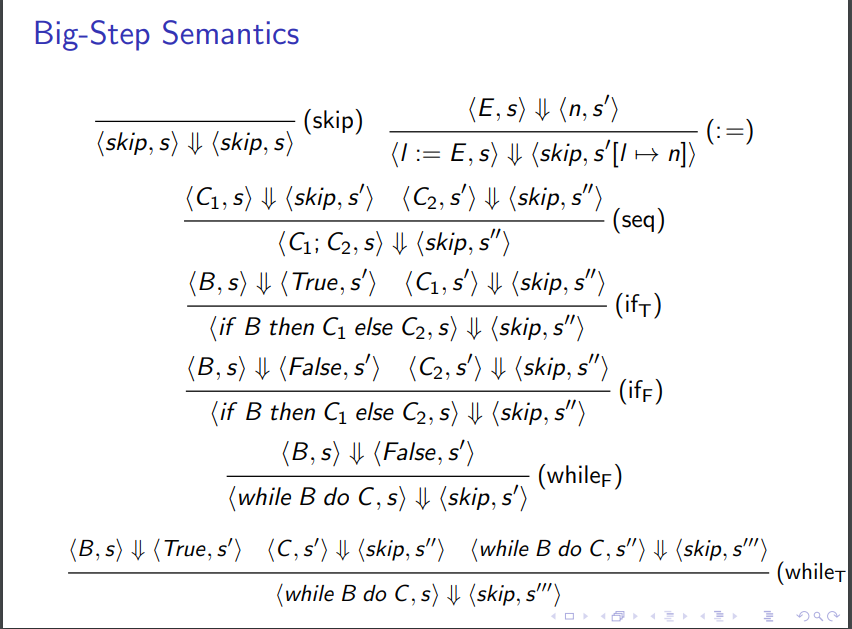 Big-Step Semantics
⟨skip, s⟩ ⇓ ⟨skip, s⟩ (skip)
⟨E, s⟩ ⇓ ⟨n, s′⟩
⟨l := E, s⟩ ⇓ ⟨skip, s′[l ↦ n]⟩ (:=)
⟨C₁, s⟩ ⇓ ⟨skip, s′⟩ ⟨C₂, s′⟩ ⇓ ⟨skip, s″⟩
⟨C₁; C₂, s⟩ ⇓ ⟨skip, s″⟩ (seq)
⟨B, s⟩ ⇓ ⟨True, s′⟩ ⟨C₁, s′⟩ ⇓ ⟨skip, s″⟩
⟨if B then C₁ else C₂, s⟩ ⇓ ⟨skip, s″⟩ (if_T)
⟨B, s⟩ ⇓ ⟨False, s′⟩ ⟨C₂, s′⟩ ⇓ ⟨skip, s″⟩
⟨if B then C₁ else C₂, s⟩ ⇓ ⟨skip, s″⟩ (if_F)
⟨B, s⟩ ⇓ ⟨False, s′⟩
⟨while B do C, s⟩ ⇓ ⟨skip, s′⟩ (while_F)
⟨B, s⟩ ⇓ ⟨True, s′⟩ ⟨C, s′⟩ ⇓ ⟨skip, s″⟩ ⟨while B do C, s″⟩ ⇓ ⟨skip, s‴⟩
⟨while B do C, s⟩ ⇓ ⟨skip, s‴⟩ (while_T